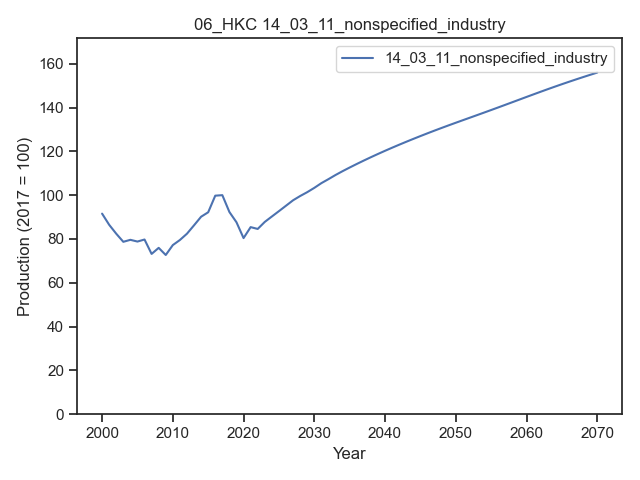 06_HKC 14_03_11_nonspecified_industry
14_03_11_nonspecified_industry
Production (2017 = 100)
160
140
120
100
80
60
40
20
0
2000 2010 2020 2030 2040 2050 2060 2070
Year